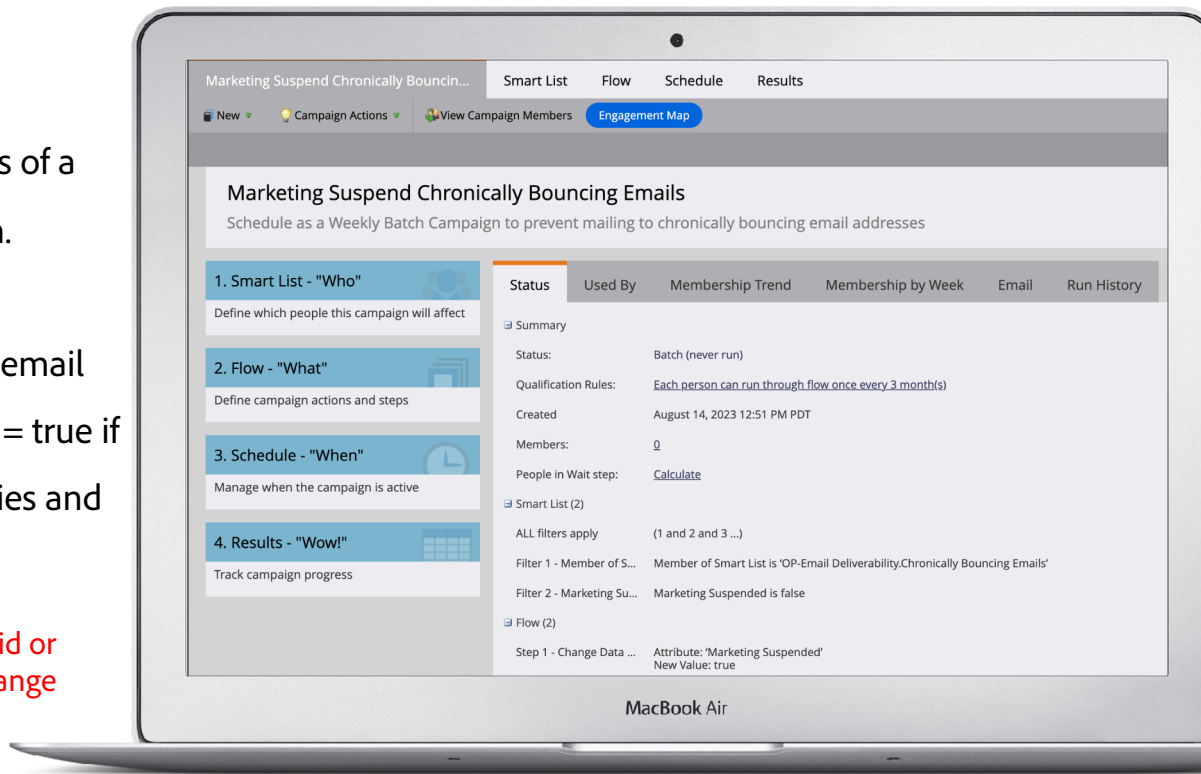 s of a
n.
email
= true if
ies and
id or
ange
Marketing Suspend Chronically Bouncin...
Smart List
Flow
Schedule
Results
New
Campaign Actions
View Campaign Members
Engagement Map
Marketing Suspend Chronically Bouncing Emails
Schedule as a Weekly Batch Campaign to prevent mailing to chronically bouncing email addresses
1. Smart List - "Who"
Define which people this campaign will affect
2. Flow - "What"
Define campaign actions and steps
3. Schedule - "When"
Manage when the campaign is active
4. Results - "Wow!"
Track campaign progress
Status
Used By
Membership Trend
Membership by Week
Email
Run History
Summary
Status: Batch (never run)
Qualification Rules: Each person can run through flow once every 3 month(s)
Created August 14, 2023 12:51 PM PDT
Members: 0
People in Wait step: Calculate
Smart List (2)
ALL filters apply (1 and 2 and 3 ...)
Filter 1 - Member of S... Member of Smart List is 'OP-Email Deliverability.Chronically Bouncing Emails'
Filter 2 - Marketing Su... Marketing Suspended is false
Flow (2)
Step 1 - Change Data ... Attribute: 'Marketing Suspended'
New Value: true
MacBook Air